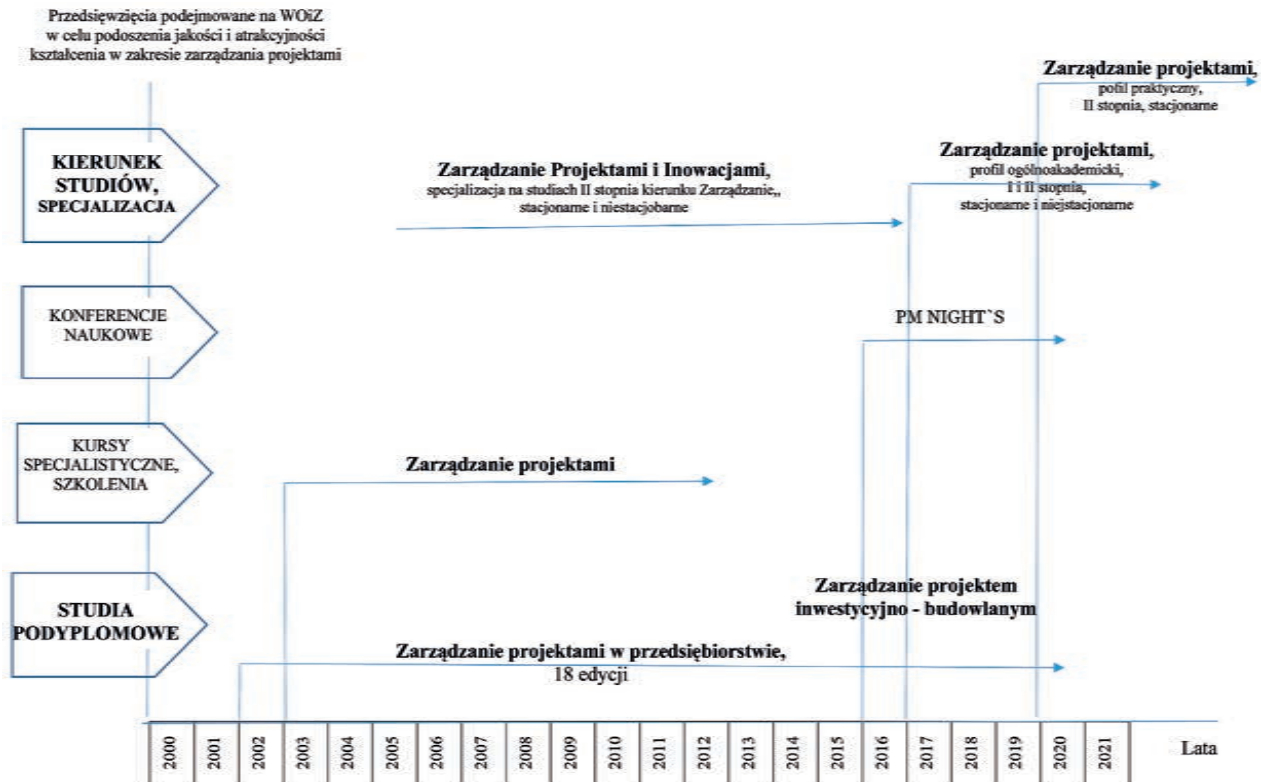 Przedsięwzięcia podejmowane na WOiZ
w celu podoszenia jakości i atrakcyjności
kształcenia w zakresie zarządzania projektami
Zarządzanie projektami,
pofil praktyczny,
II stopnia, stacjonarne
KIERUNEK
STUDIÓW,
SPECJALIZACJA
Zarządzanie Projektami i Inowacjami,
specjalizacja na studiach II stopnia kierunku Zarządzanie,,
stacjonarne i niestacjobarne
Zarządzanie projektami,
profil ogólnoakademicki,
I i II stopnia,
stacjonarne i niejstacjonarne
KONFERENCJE
NAUKOWE
PM NIGHT`S
KURSY
SPECJALISTYCZNE,
SZKOLENIA
Zarządzanie projektami
STUDIA
PODYPLOMOWE
Zarządzanie projektem
inwestycyjno - budowlanym
Zarządzanie projektami w przedsiębiorstwie,
18 edycji
2000
2001
2002
2003
2004
2005
2006
2007
2008
2009
2010
2011
2012
2013
2014
2015
2016
2017
2018
2019
2020
2021
Lata